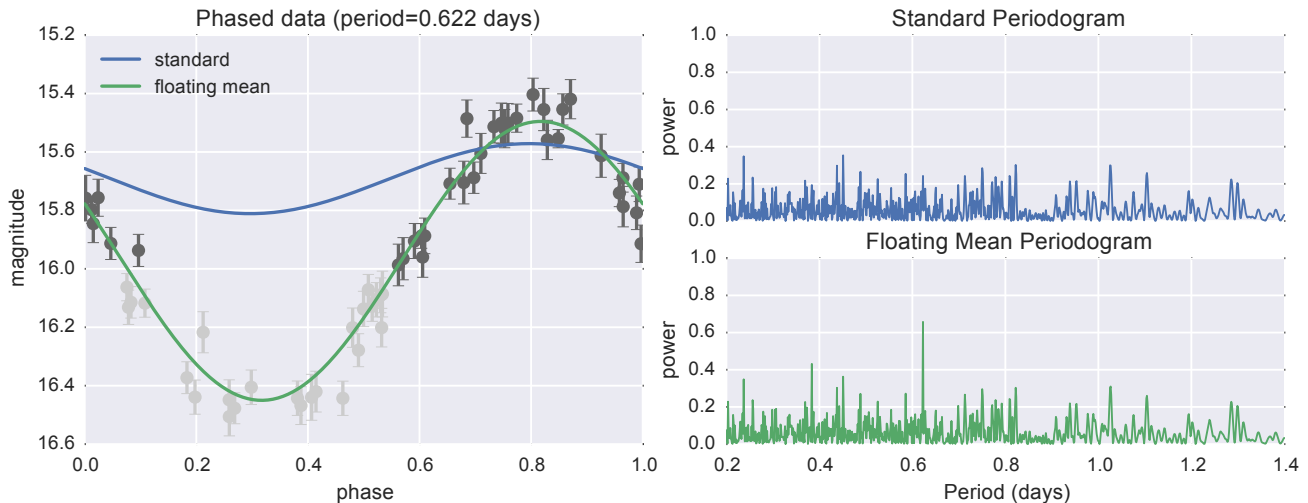 Phased data (period=0.622 days)
magnitude
15.2
15.4
15.6
15.8
16.0
16.2
16.4
16.6
standard
floating mean
0.0 0.2 0.4 0.6 0.8 1.0
phase
Standard Periodogram
power
1.0
0.8
0.6
0.4
0.2
0.0
Floating Mean Periodogram
power
1.0
0.8
0.6
0.4
0.2
0.0
0.2 0.4 0.6 0.8 1.0 1.2 1.4
Period (days)